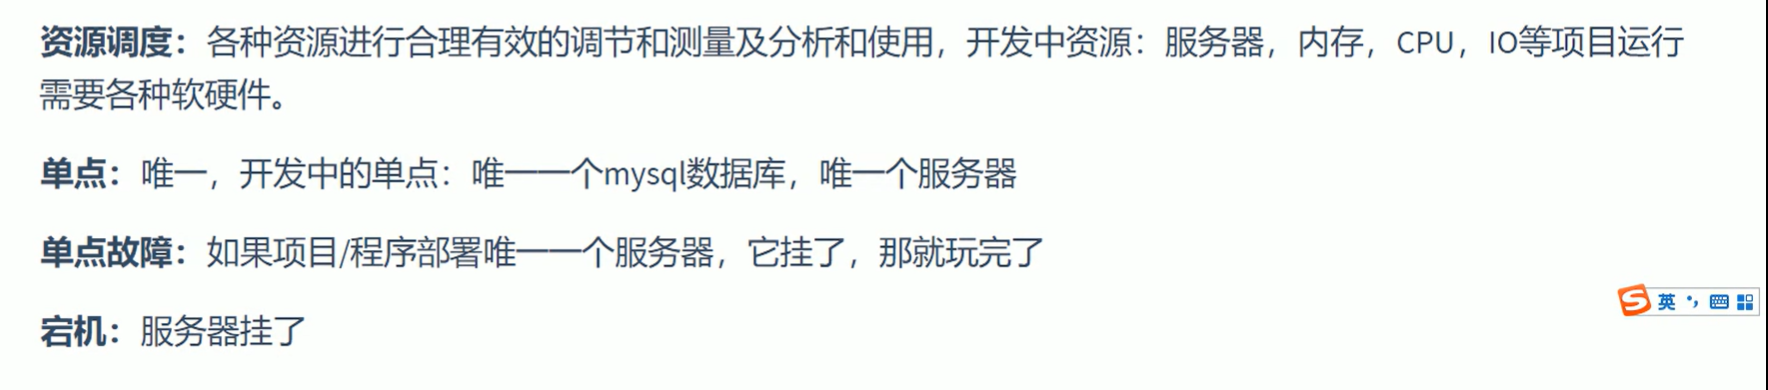 资源调度：各种资源进行合理有效的调节和测量及分析和使用，开发中资源：服务器，内存，CPU，IO等项目运行
需要各种软硬件。
单点：唯一，开发中的单点：唯一一个mysql数据库，唯一个服务器
单点故障：如果项目/程序部署唯一一个服务器，它挂了，那就玩完了
宕机：服务器挂了
S 英